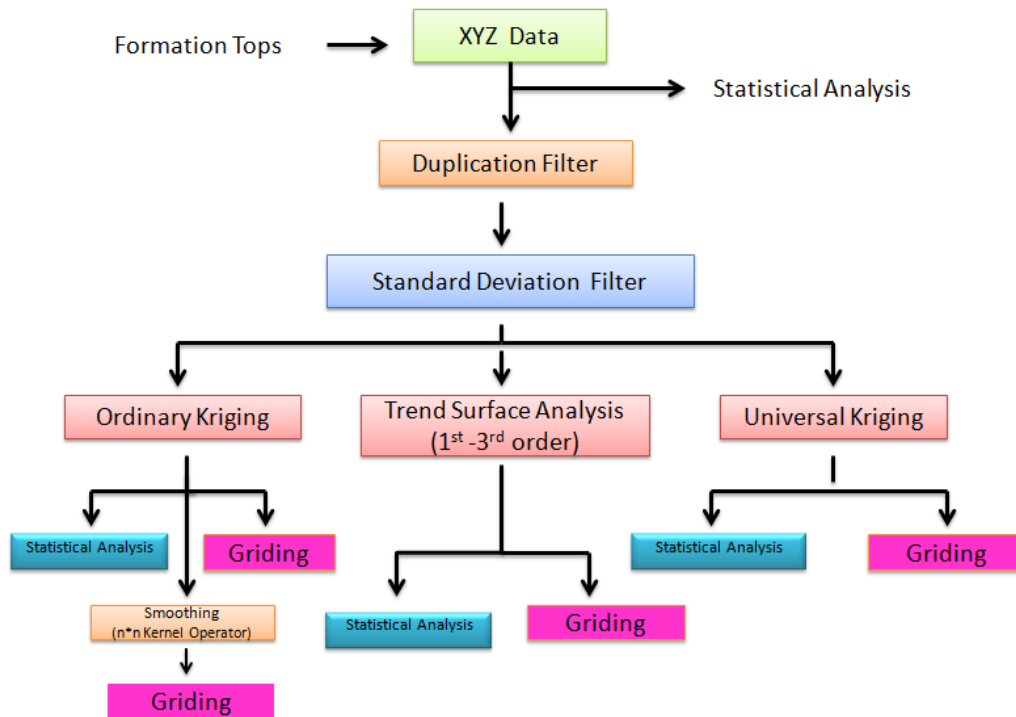 XYZ Data
Formation Tops
Statistical Analysis
Duplication Filter
Standard Deviation Filter
Ordinary Kriging
Trend Surface Analysis
(1st -3rd order)
Universal Kriging
Statistical Analysis
Griding
Statistical Analysis
Griding
Smoothing
(n*n Kernel Operator)
Statistical Analysis
Griding
Griding